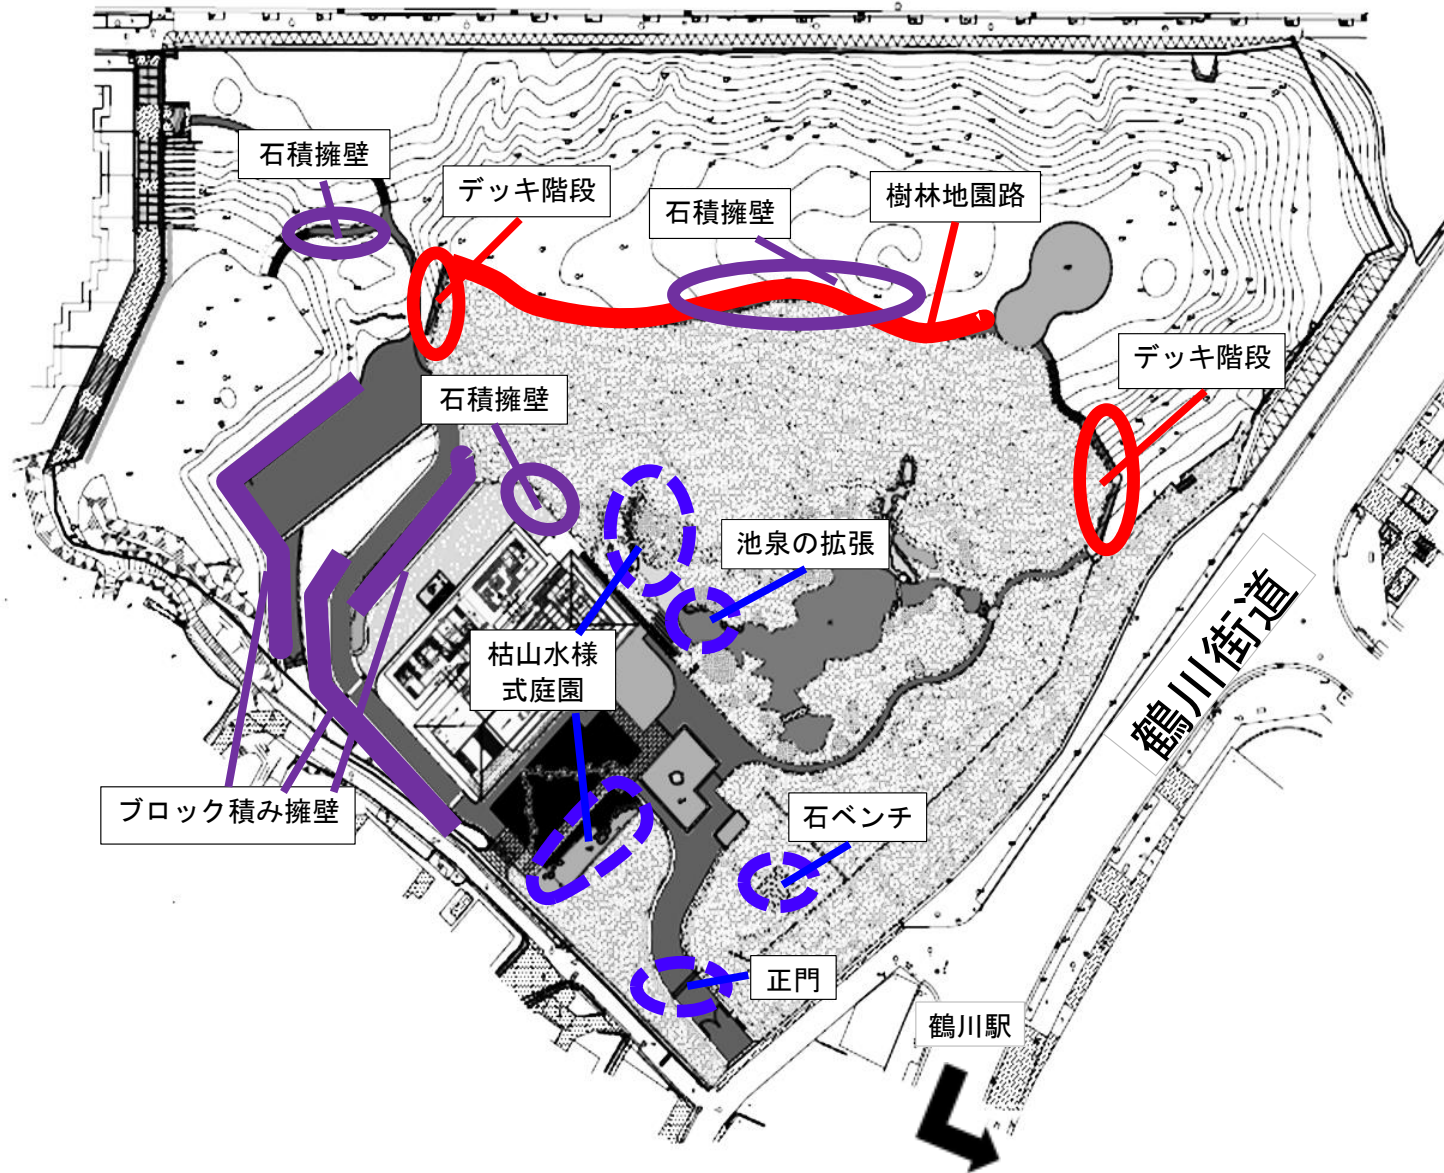 石積擁壁
デッキ階段
石積擁壁
樹林地園路
デッキ階段
石積擁壁
池泉の拡張
鶴川街道
枯山水様
式庭園
ブロック積み擁壁
石ベンチ
正門
鶴川駅